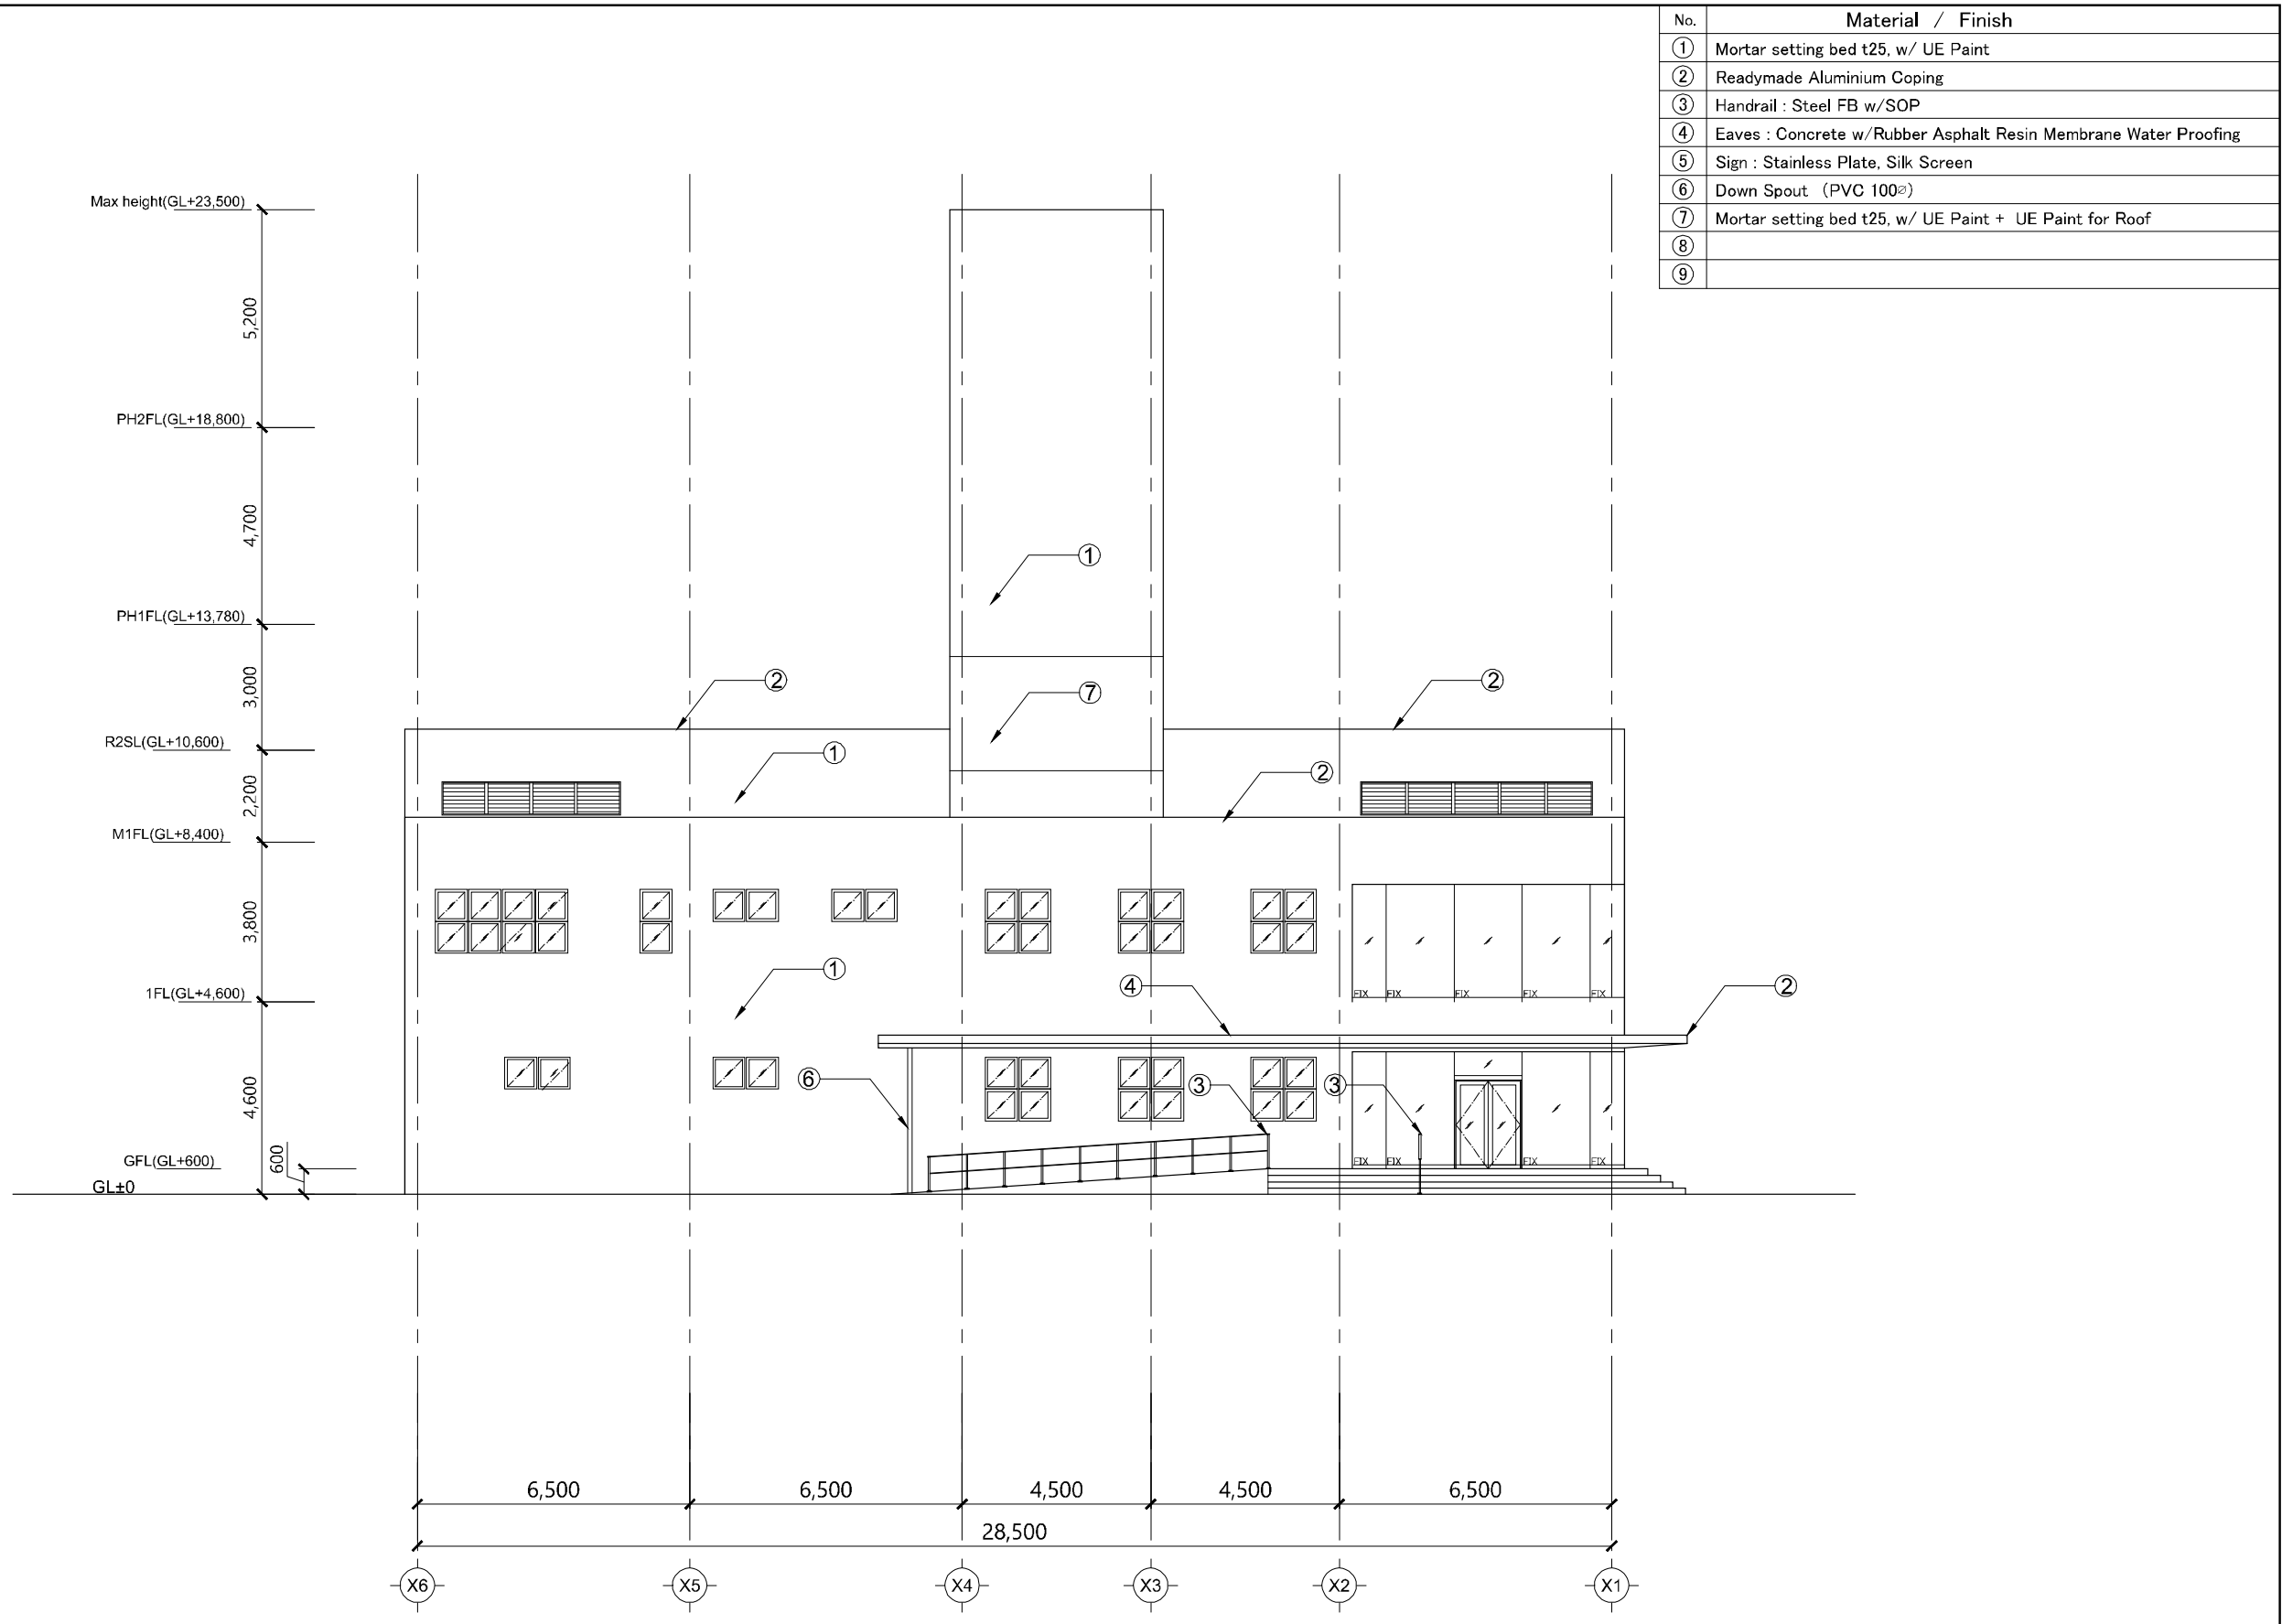 No. Material / Finish
① Mortar setting bed t25, w/ UE Paint
② Readymade Aluminium Coping
③ Handrail : Steel FB w/SOP
④ Eaves : Concrete w/Rubber Asphalt Resin Membrane Water Proofing
⑤ Sign : Stainless Plate, Silk Screen
⑥ Down Spout (PVC 100∅)
⑦ Mortar setting bed t25, w/ UE Paint + UE Paint for Roof
⑧
⑨
Max height(GL+23,500)
5,200
PH2FL(GL+18,800)
4,700
①
PH1FL(GL+13,780)
3,000
② ⑦ ②
R2SL(GL+10,600)
① ②
2,200
M1FL(GL+8,400)
3,800
① ④ ②
1FL(GL+4,600)
FIX FIX FIX FIX FIX
⑥ ③ ③
4,600
FIX FIX FIX FIX
GFL(GL+600)
600
GL±0
6,500 6,500 4,500 4,500 6,500
28,500
X6 X5 X4 X3 X2 X1